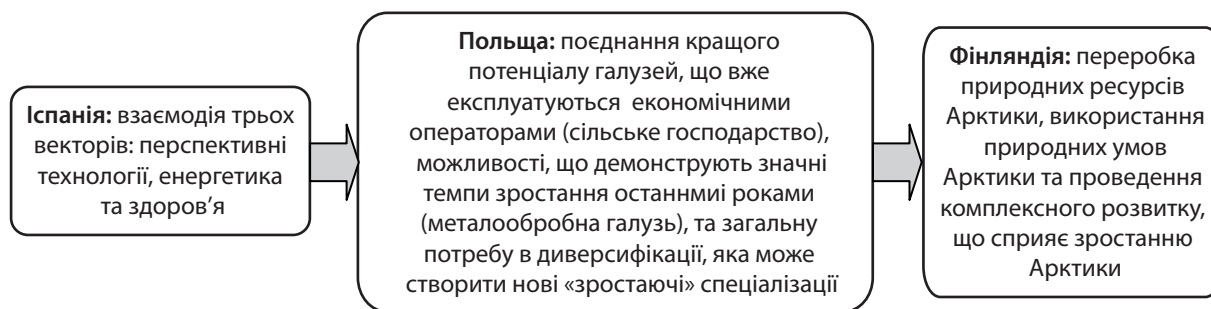 Іспанія: взаємодія трьох
векторів: перспективні
технології, енергетика
та здоров’я
Польща: поєднання кращого
потенціалу галузей, що вже
експлуатуються економічними
операторами (сільське господарство),
можливості, що демонструють значні
темпи зростання останнмиі роками
(металообробна галузь), та загальну
потребу в диверсифікації, яка може
створити нові «зростаючі» спеціалізації
Фінляндія: переробка
природних ресурсів
Арктики, використання
природних умов
Арктики та проведення
комплексного розвитку,
що сприяє зростанню
Арктики